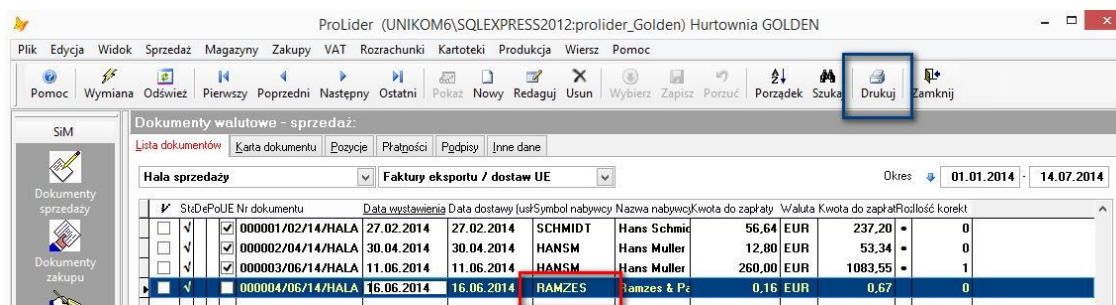 ProLider (UNIKOM6\SQLEXPRESS2012:prolider_Golden) Hurtownia GOLDEN
Plik Edycja Widok Sprzedaż Magazyny Zakupy VAT Rozrachunki Kartoteki Produkcja Wiersz Pomoc
Pomoc Wymiana Odśwież Pierwszy Poprzedni Następny Ostatni Pokaż Nowy Redaguj Usun Wybierz Zapisz Porzuć Porządek Szukaj Drukuj Zamknij
SiM
Dokumenty walutowe - sprzedaż:
Lista dokumentów Karta dokumentu Pozycje Płatności Podpisy Inne dane
Hala sprzedaży Faktury eksportu / dostaw UE Okres 01.01.2014 - 14.07.2014
Dokumenty
sprzedaży
Nr dokumentu Data wystawienia Data dostawy (usł Symbol nabywcy Nazwa nabywcy Kwota do zapłaty Waluta Kwota do zapłat Ilość korekt
000001/02/14/HALA 27.02.2014 27.02.2014 SCHMIDT Hans Schmid 56,64 EUR 237,20 0
000002/04/14/HALA 30.04.2014 30.04.2014 HANSM Hans Muller 12,80 EUR 53,34 0
000003/06/14/HALA 11.06.2014 11.06.2014 HANSM Hans Muller 260,00 EUR 1083,55 1
000004/06/14/HALA 16.06.2014 16.06.2014 RAMZES Ramzes & Pa 0,16 EUR 0,67 0
Dokumenty
zakupu